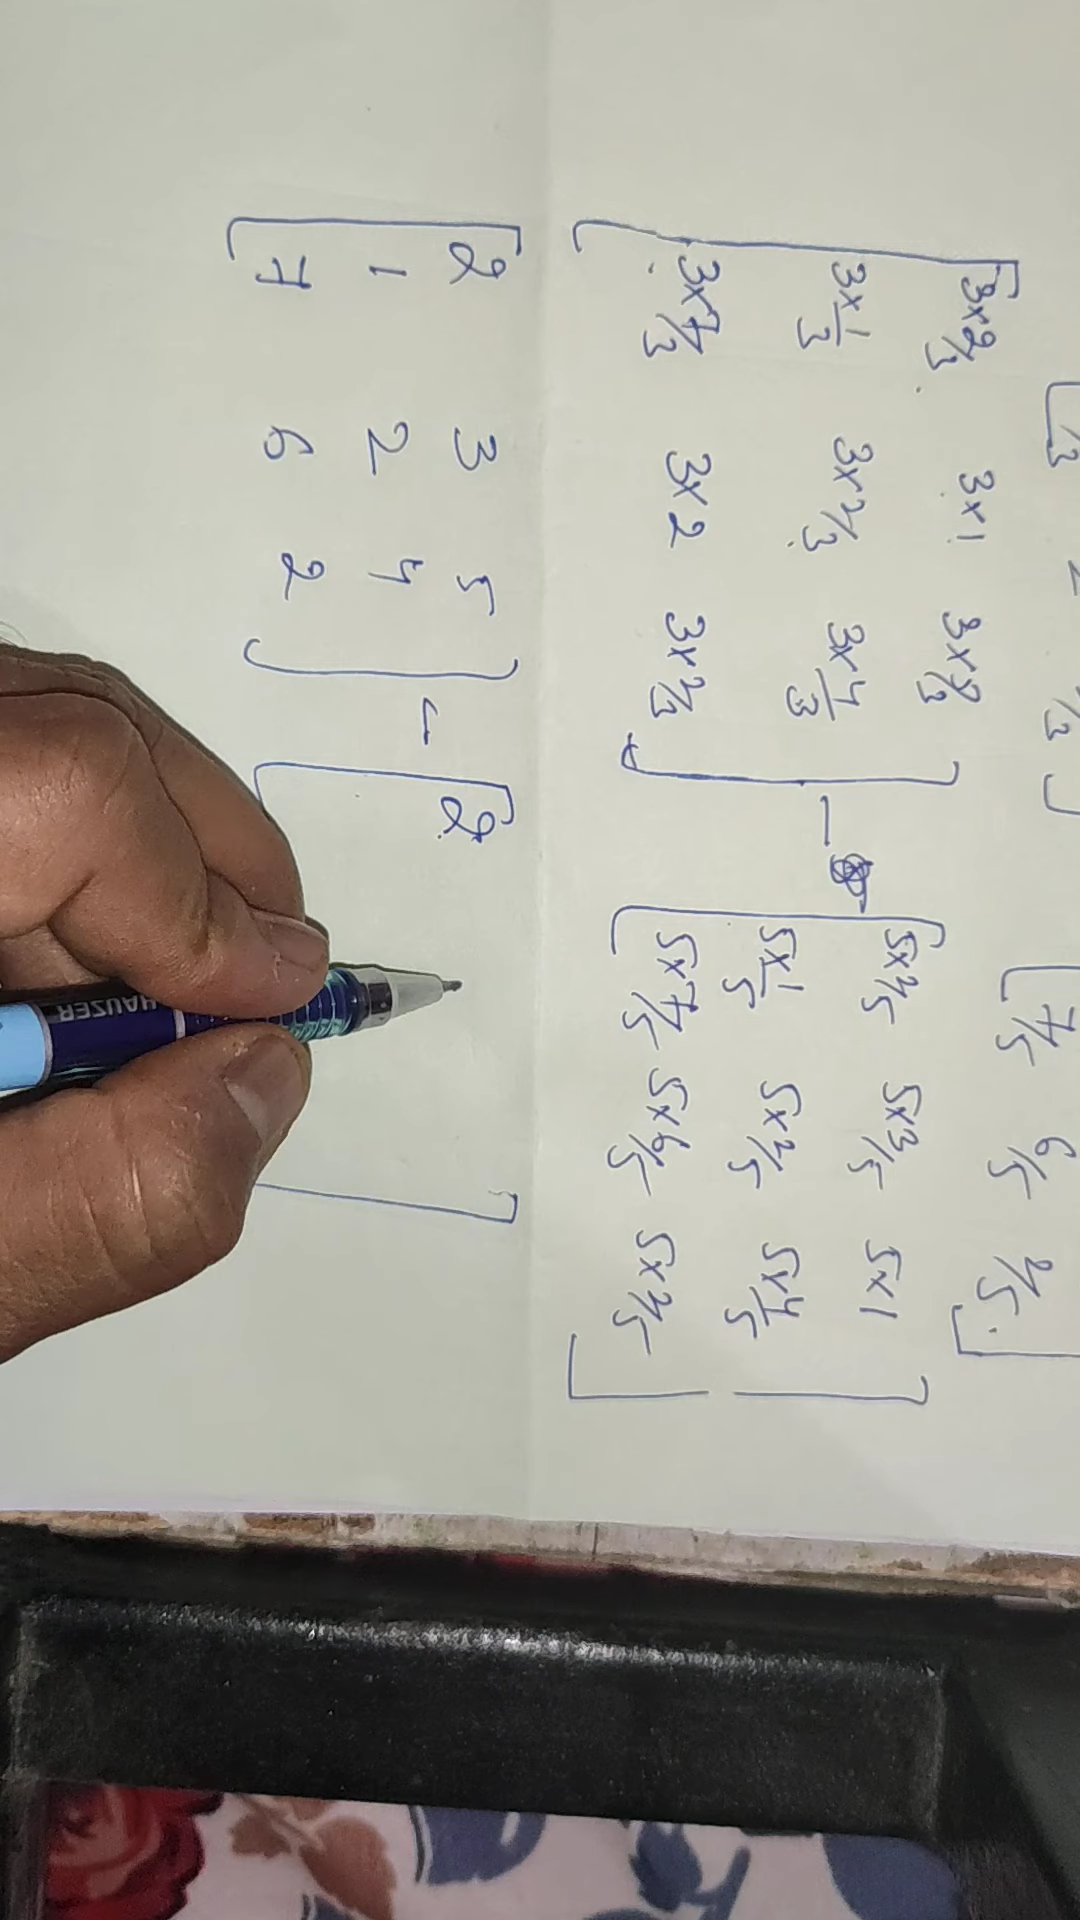 [7/5 6/5 2/5.]
[3×2/3 3×1 [5×2/5 5×3/5 5×1]
3×1/3 3×2/3 3×4/3 - 5×1/5 5×2/5 5×4/5
3×7/3 3×2 3×2/3] 5×7/5 5×6/5 5×2/5]
[2 3 5] [2
1 2 4 -
7 6 2
HAUSER